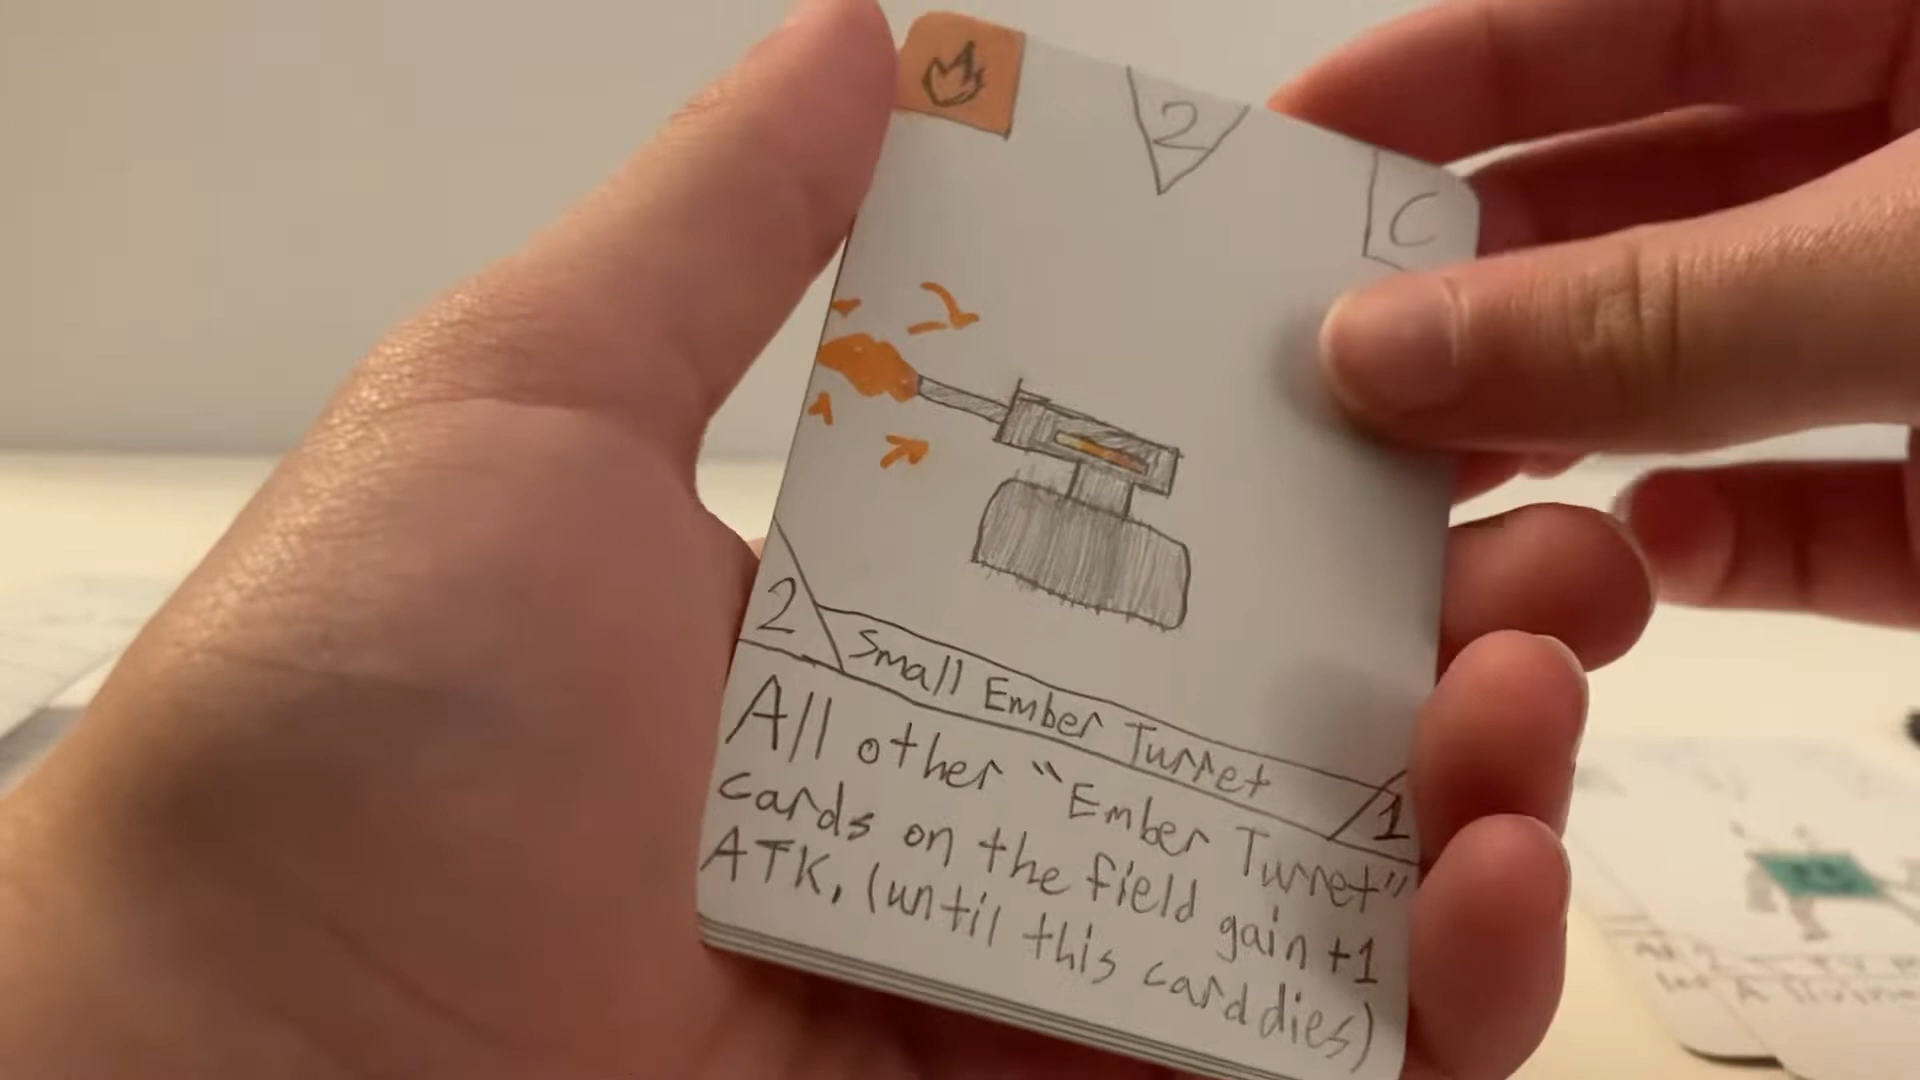 2
C
2
Small Ember Turret
1
All other "Ember Turret"
cards on the field gain +1
ATK, (until this card dies)